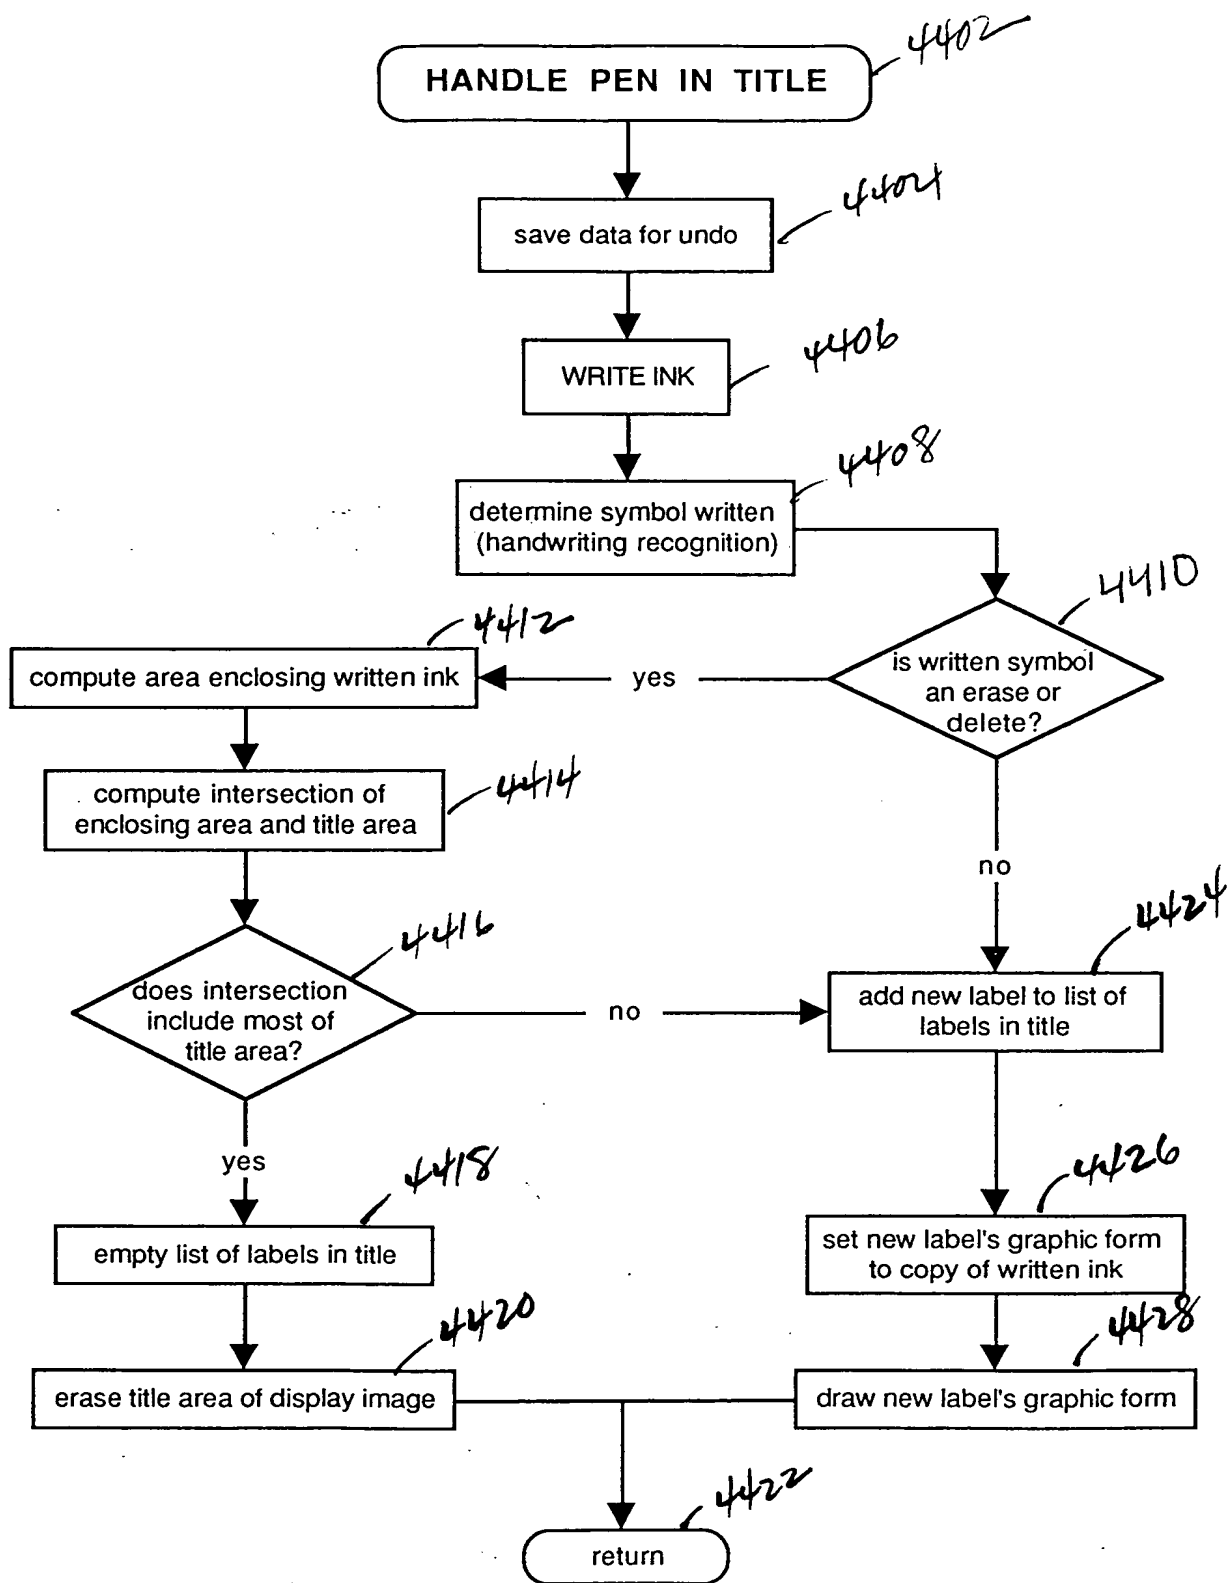 4402
HANDLE PEN IN TITLE
4404
save data for undo
4406
WRITE INK
4408
determine symbol written
(handwriting recognition)
4410
is written symbol
an erase or
delete?
yes
4412
compute area enclosing written ink
4414
compute intersection of
enclosing area and title area
no
4416
does intersection
include most of
title area?
no
4424
add new label to list of
labels in title
yes
4418
empty list of labels in title
4426
set new label's graphic form
to copy of written ink
4420
erase title area of display image
4428
draw new label's graphic form
4422
return